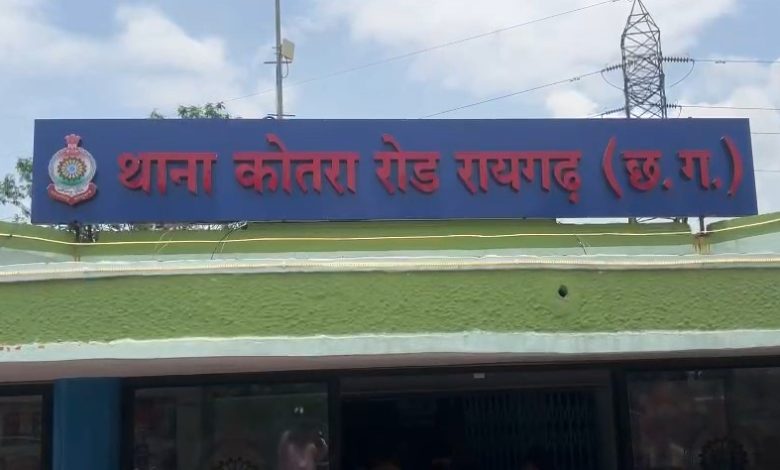 थाना कोतरा रोड रायगढ़ (छ. ग.)